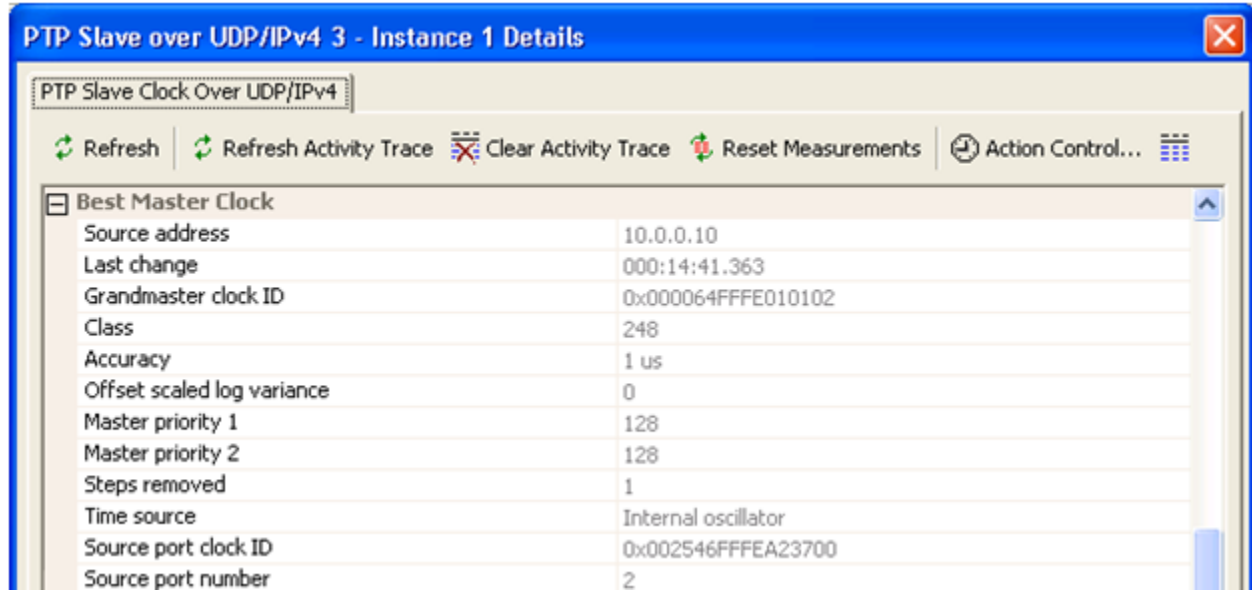 PTP Slave over UDP/IPv4 3 - Instance 1 Details
PTP Slave Clock Over UDP/IPv4
Refresh Refresh Activity Trace Clear Activity Trace Reset Measurements Action Control...
Best Master Clock
Source address 10.0.0.10
Last change 000:14:41.363
Grandmaster clock ID 0x000064FFFE010102
Class 248
Accuracy 1 us
Offset scaled log variance 0
Master priority 1 128
Master priority 2 128
Steps removed 1
Time source Internal oscillator
Source port clock ID 0x002546FFFEA23700
Source port number 2